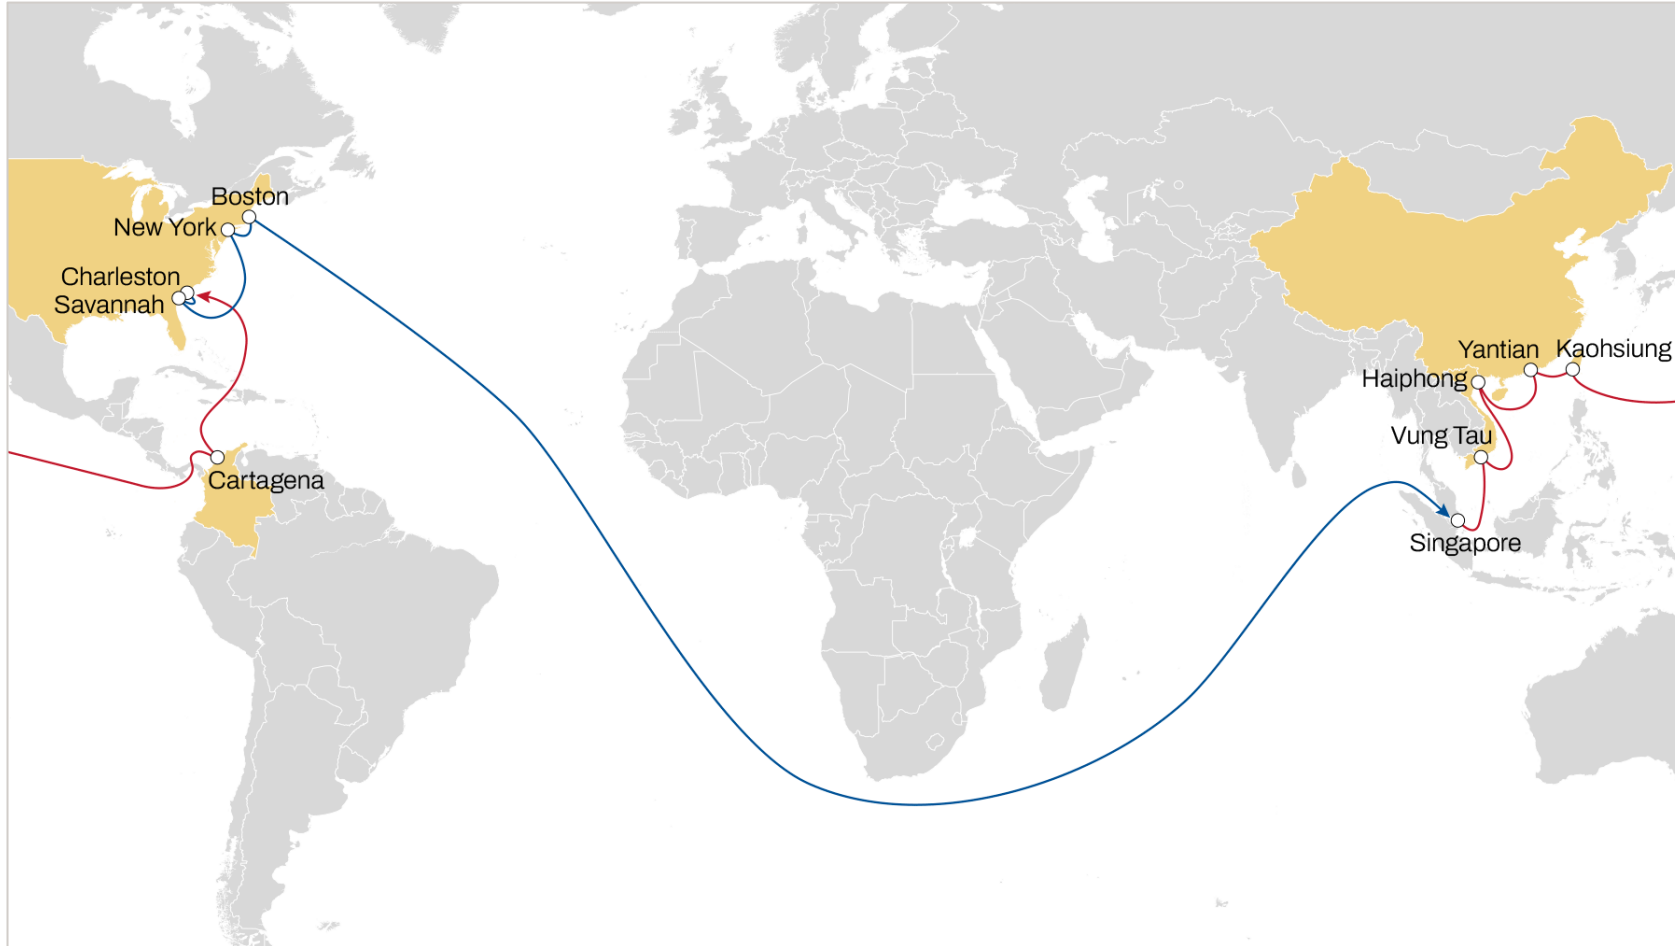 Boston
New York
Charleston
Savannah
Cartagena
Yantian
Kaohsiung
Haiphong
Vung Tau
Singapore